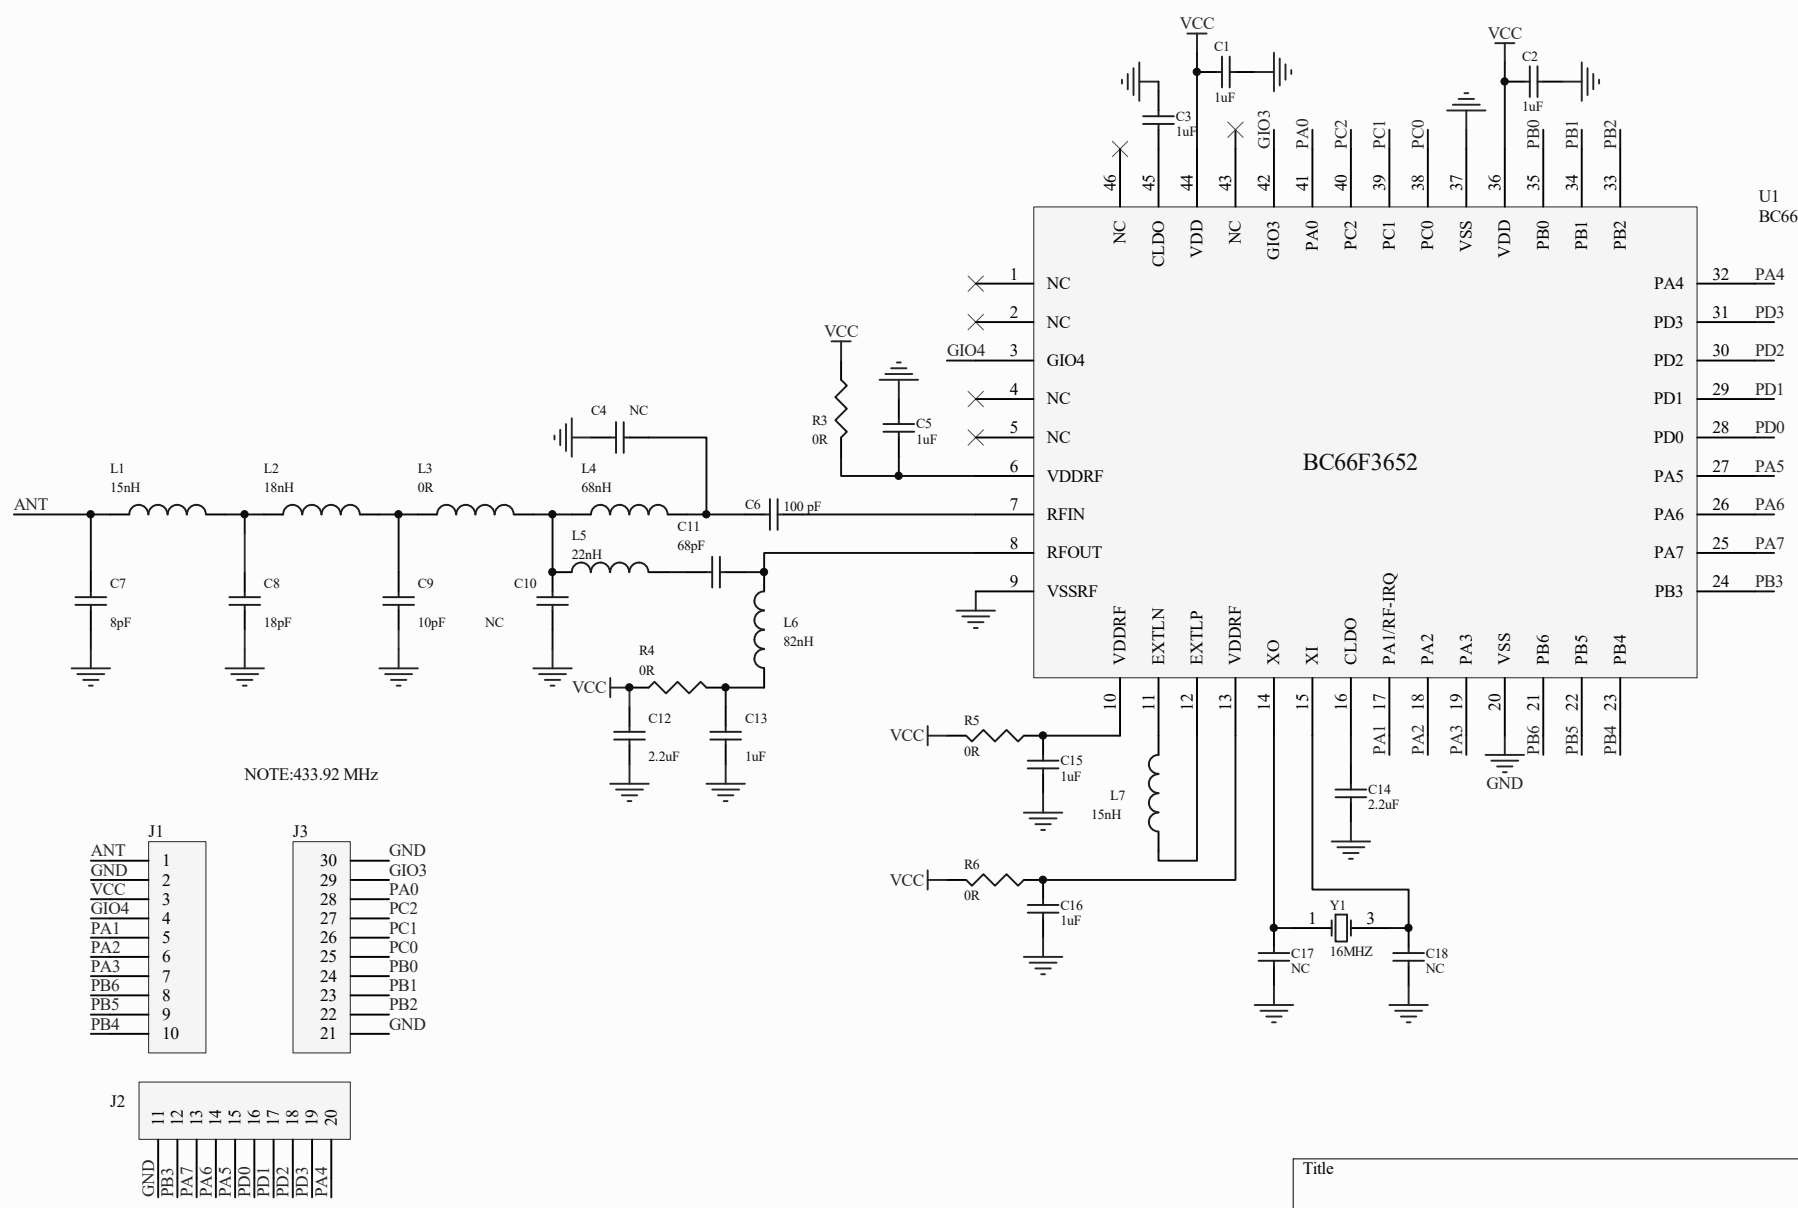 VCC
C1
1uF
VCC
C2
1uF
C3
1uF
GIO3
PA0
PC2
PC1
PC0
PB0
PB1
PB2
46
45
44
43
42
41
40
39
38
37
36
35
34
33
NC
CLDO
VDD
NC
GIO3
PA0
PC2
PC1
PC0
VSS
VDD
PB0
PB1
PB2
U1
BC66
1 NC
2 NC
GIO4 3 GIO4
4 NC
5 NC
6 VDDRF
7 RFIN
8 RFOUT
9 VSSRF
BC66F3652
PA4 32 PA4
PD3 31 PD3
PD2 30 PD2
PD1 29 PD1
PD0 28 PD0
PA5 27 PA5
PA6 26 PA6
PA7 25 PA7
PB3 24 PB3
VCC
R3
0R
C5
1uF
C4 NC
L1
15nH
L2
18nH
L3
0R
L4
68nH
ANT
C6 100 pF
L5
22nH
C11
68pF
C7
8pF
C8
18pF
C9
10pF
C10
NC
L6
82nH
R4
0R
VCC
C12
2.2uF
C13
1uF
VDDRF
EXTLN
EXTLP
VDDRF
XO
XI
CLDO
PA1/RF-IRQ
PA2
PA3
VSS
PB6
PB5
PB4
10
11
12
13
14
15
16
17
18
19
20
21
22
23
PA1
PA2
PA3
GND
PB6
PB5
PB4
VCC
R5
0R
C15
1uF
L7
15nH
C14
2.2uF
VCC
R6
0R
C16
1uF
1 Y1 3
16MHZ
C17
NC
C18
NC
NOTE:433.92 MHz
J1
ANT 1
GND 2
VCC 3
GIO4 4
PA1 5
PA2 6
PA3 7
PB6 8
PB5 9
PB4 10
J3
30 GND
29 GIO3
28 PA0
27 PC2
26 PC1
25 PC0
24 PB0
23 PB1
22 PB2
21 GND
J2
11
12
13
14
15
16
17
18
19
20
GND
PB3
PA7
PA6
PA5
PD0
PD1
PD2
PD3
PA4
Title